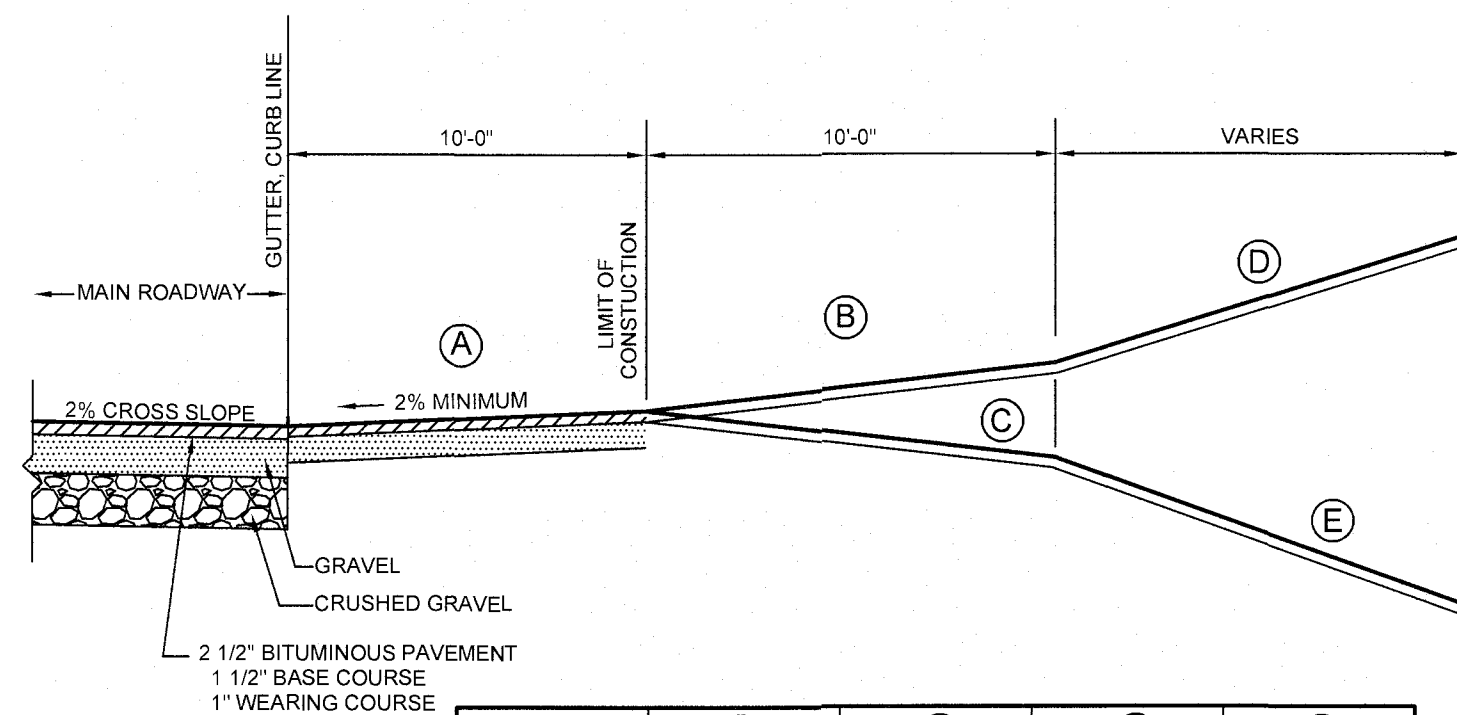 GUTTER, CURB LINE
10'-0"
10'-0"
VARIES
MAIN ROADWAY
LIMIT OF
CONSTUCTION
A
B
C
D
E
2% CROSS SLOPE
2% MINIMUM
GRAVEL
CRUSHED GRAVEL
2 1/2" BITUMINOUS PAVEMENT
1 1/2" BASE COURSE
1" WEARING COURSE